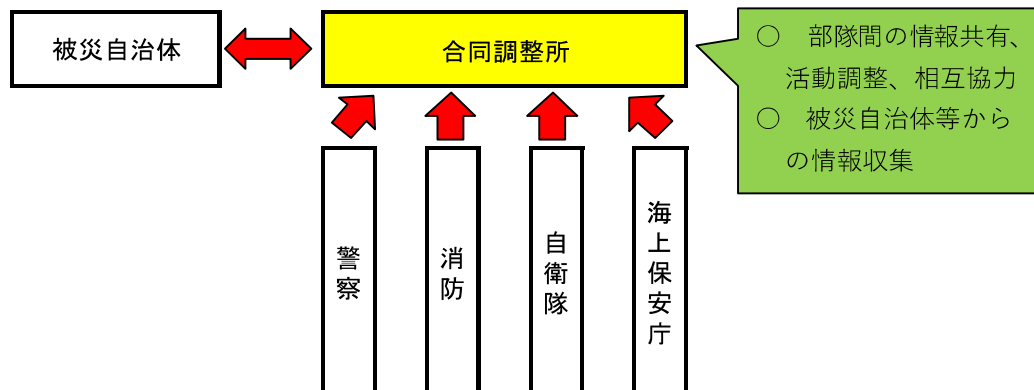 被災自治体
合同調整所
○　部隊間の情報共有、
活動調整、相互協力
○　被災自治体等から
の情報収集
警察
消防
自衛隊
海上保安庁